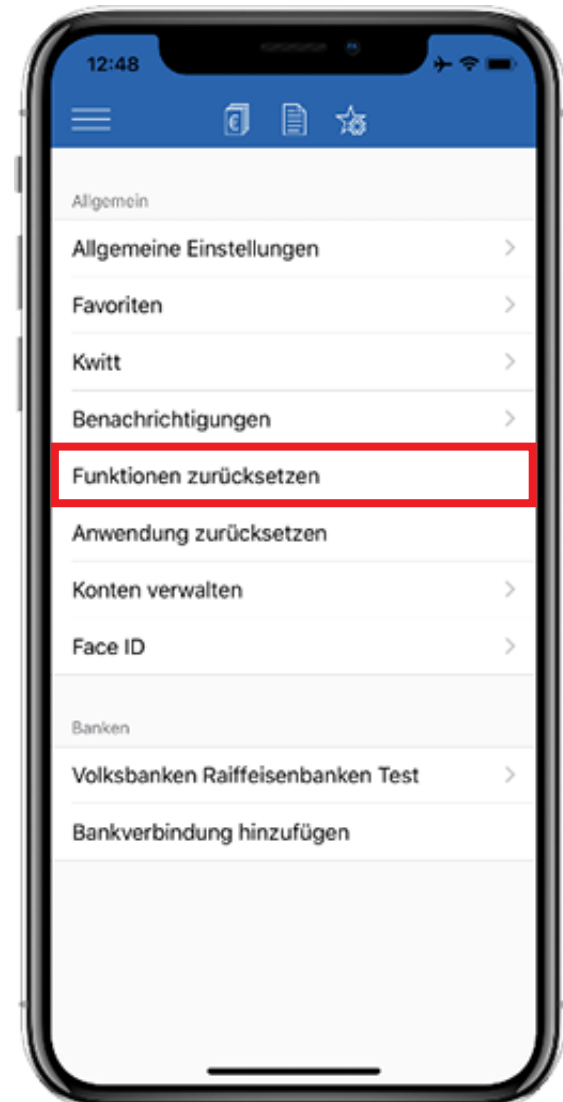 12:48
Allgemein
Allgemeine Einstellungen
Favoriten
Kwitt
Benachrichtigungen
Funktionen zurücksetzen
Anwendung zurücksetzen
Konten verwalten
Face ID
Banken
Volksbanken Raiffeisenbanken Test
Bankverbindung hinzufügen